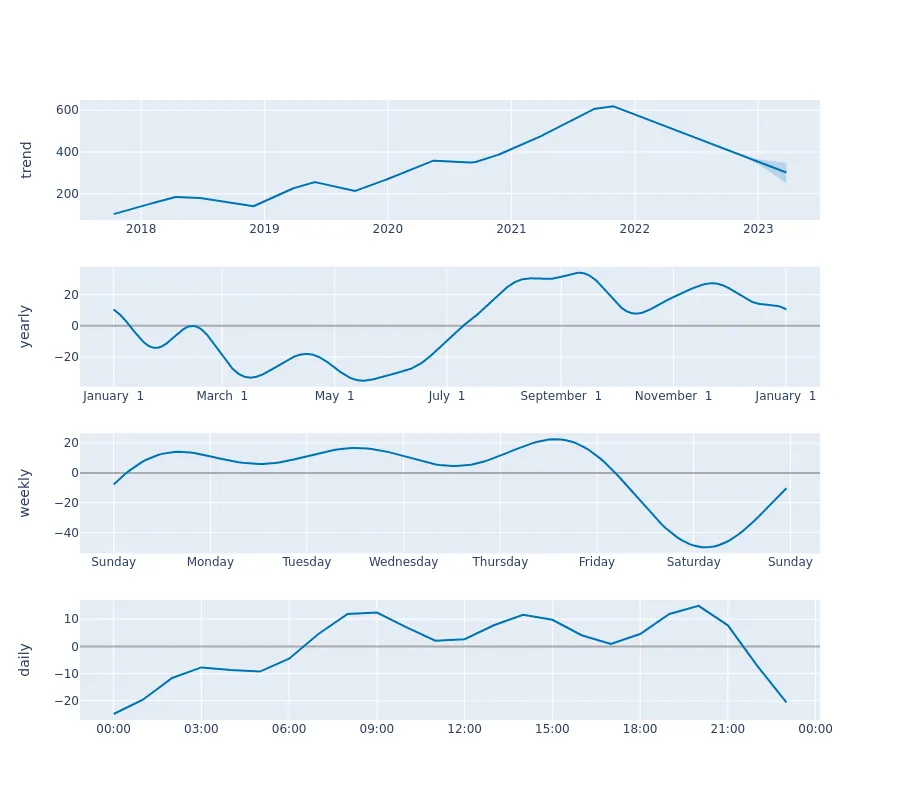 trend
600
400
200
2018 2019 2020 2021 2022 2023
yearly
20
0
−20
January 1 March 1 May 1 July 1 September 1 November 1 January 1
weekly
20
0
−20
−40
Sunday Monday Tuesday Wednesday Thursday Friday Saturday Sunday
daily
10
0
−10
−20
00:00 03:00 06:00 09:00 12:00 15:00 18:00 21:00 00:00